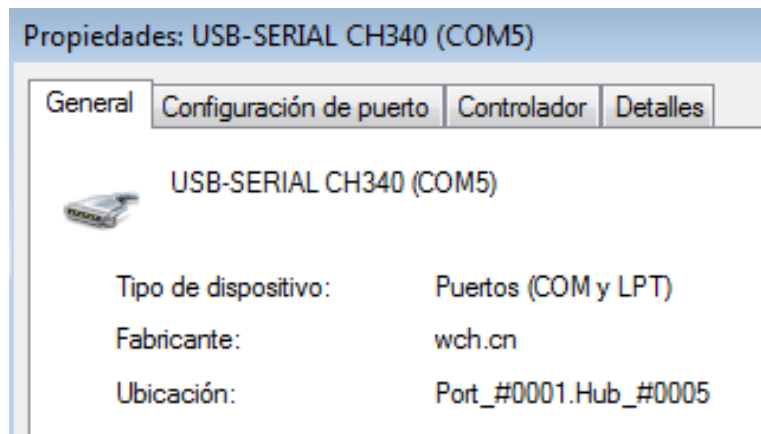 Propiedades: USB-SERIAL CH340 (COM5)
General Configuración de puerto Controlador Detalles
USB-SERIAL CH340 (COM5)
Tipo de dispositivo: Puertos (COM y LPT)
Fabricante: wch.cn
Ubicación: Port_#0001.Hub_#0005